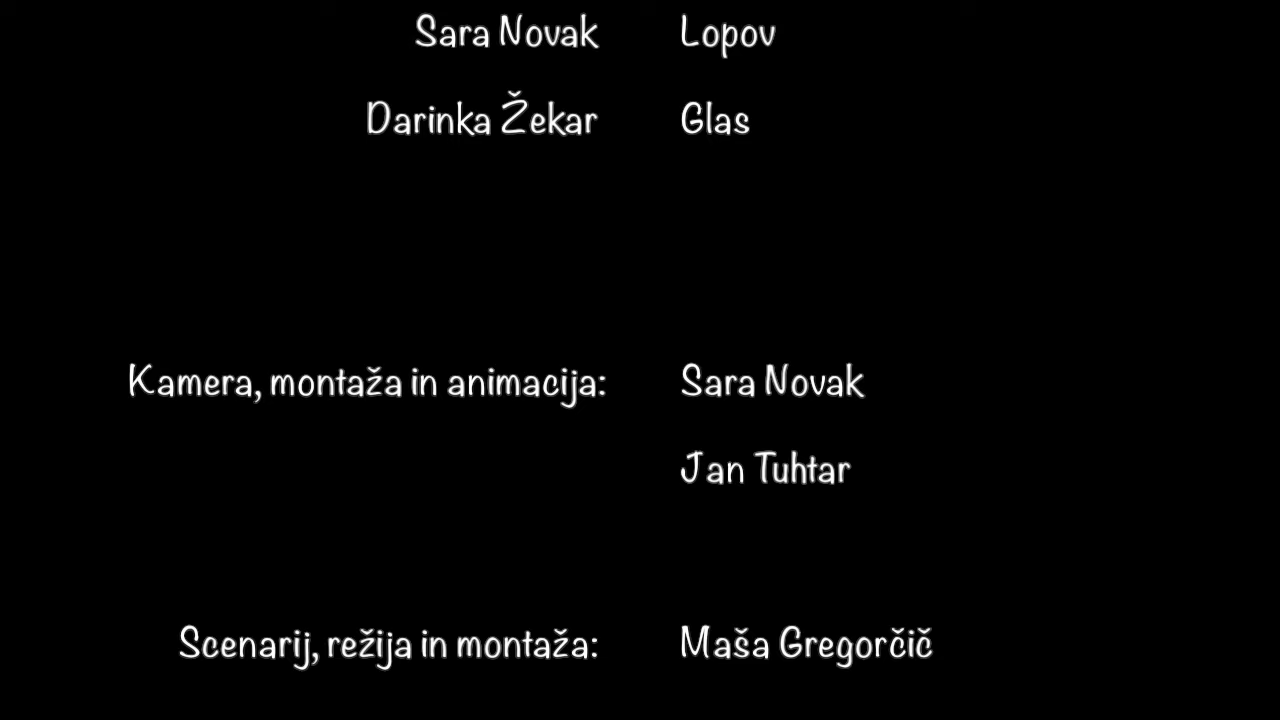 Sara Novak Lopov
Darinka Žekar Glas
Kamera, montaža in animacija: Sara Novak
Jan Tuhtar
Scenarij, režija in montaža: Maša Gregorčič